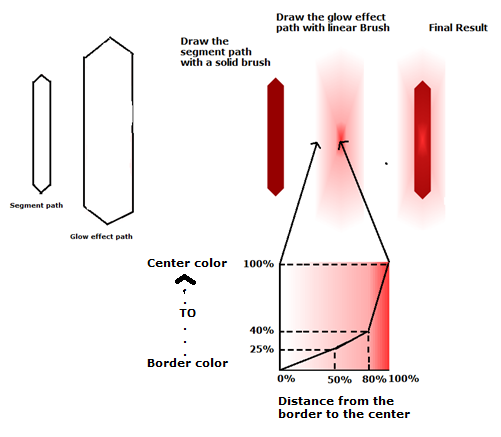 Draw the glow effect
path with linear Brush
Final Result
Draw the
segment path
with a solid brush
Segment path
Glow effect path
Center color
TO
Border color
100%
40%
25%
0%
50%
80%
100%
Distance from the
border to the center